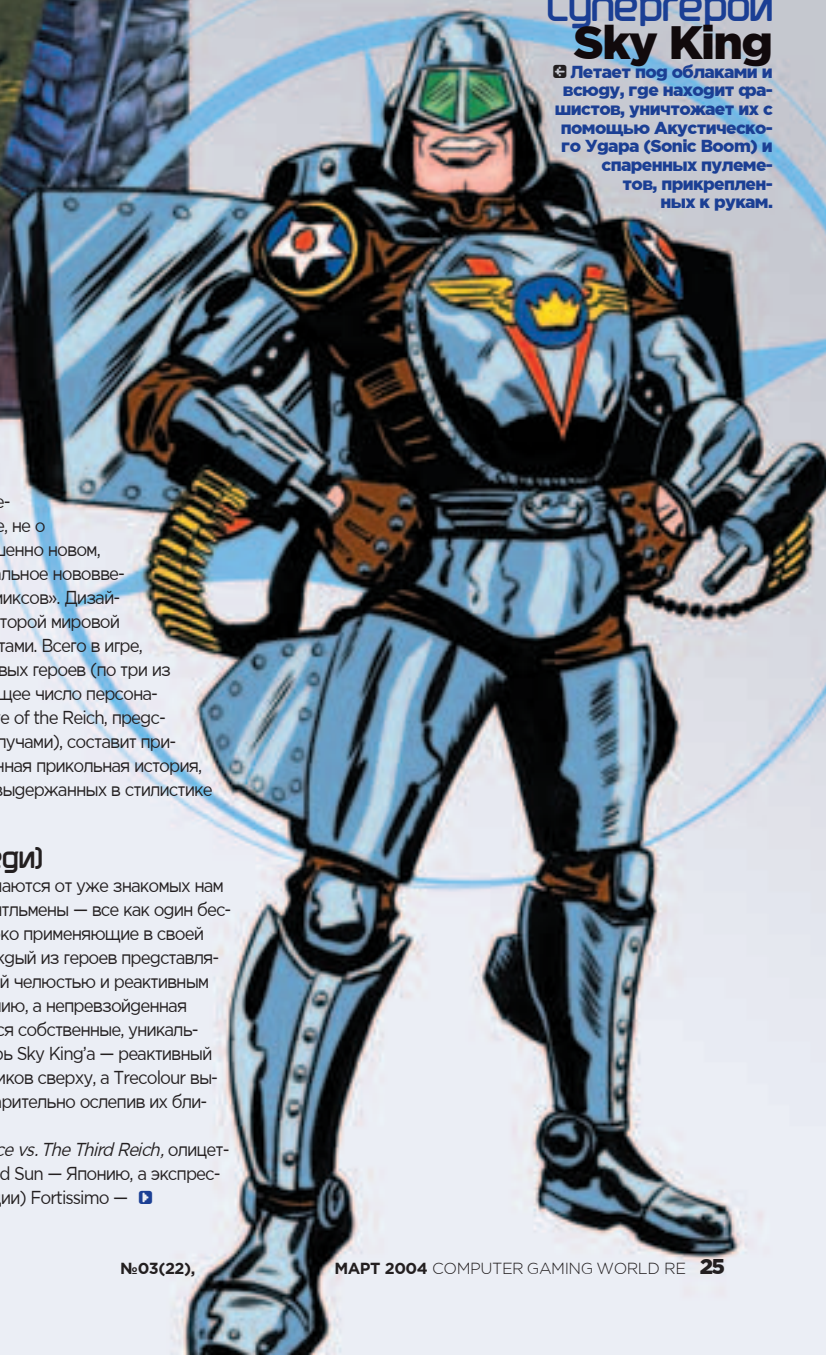 Супергерой
Sky King
Летает под облаками и
всюду, где находит фа-
шистов, уничтожает их с
помощью Акустическо-
го Удара (Sonic Boom) и
спаренных пулеме-
тов, прикреплен-
ных к рукам.
е-
е, не о
шенно новом,
альное нововве-
миксов». Дизай-
торой мировой
тами. Всего в игре,
вых героев (по три из
щее число персона-
e of the Reich, предс-
лучами), составит при-
нная прикольная история,
выдержанных в стилистике
еди)
аются от уже знакомых нам
нтльмены — все как один бес-
ко применяющие в своей
ждый из героев представля-
й челюстью и реактивным
нию, а непревзойденная
ся собственные, уникаль-
рь Sky King’а — реактивный
иков сверху, а Trecolour вы-
арительно ослепив их бли-
ce vs. The Third Reich, олицет-
d Sun — Японию, а экспрес-
ции) Fortissimo —
№03(22), МАРТ 2004 COMPUTER GAMING WORLD RE 25